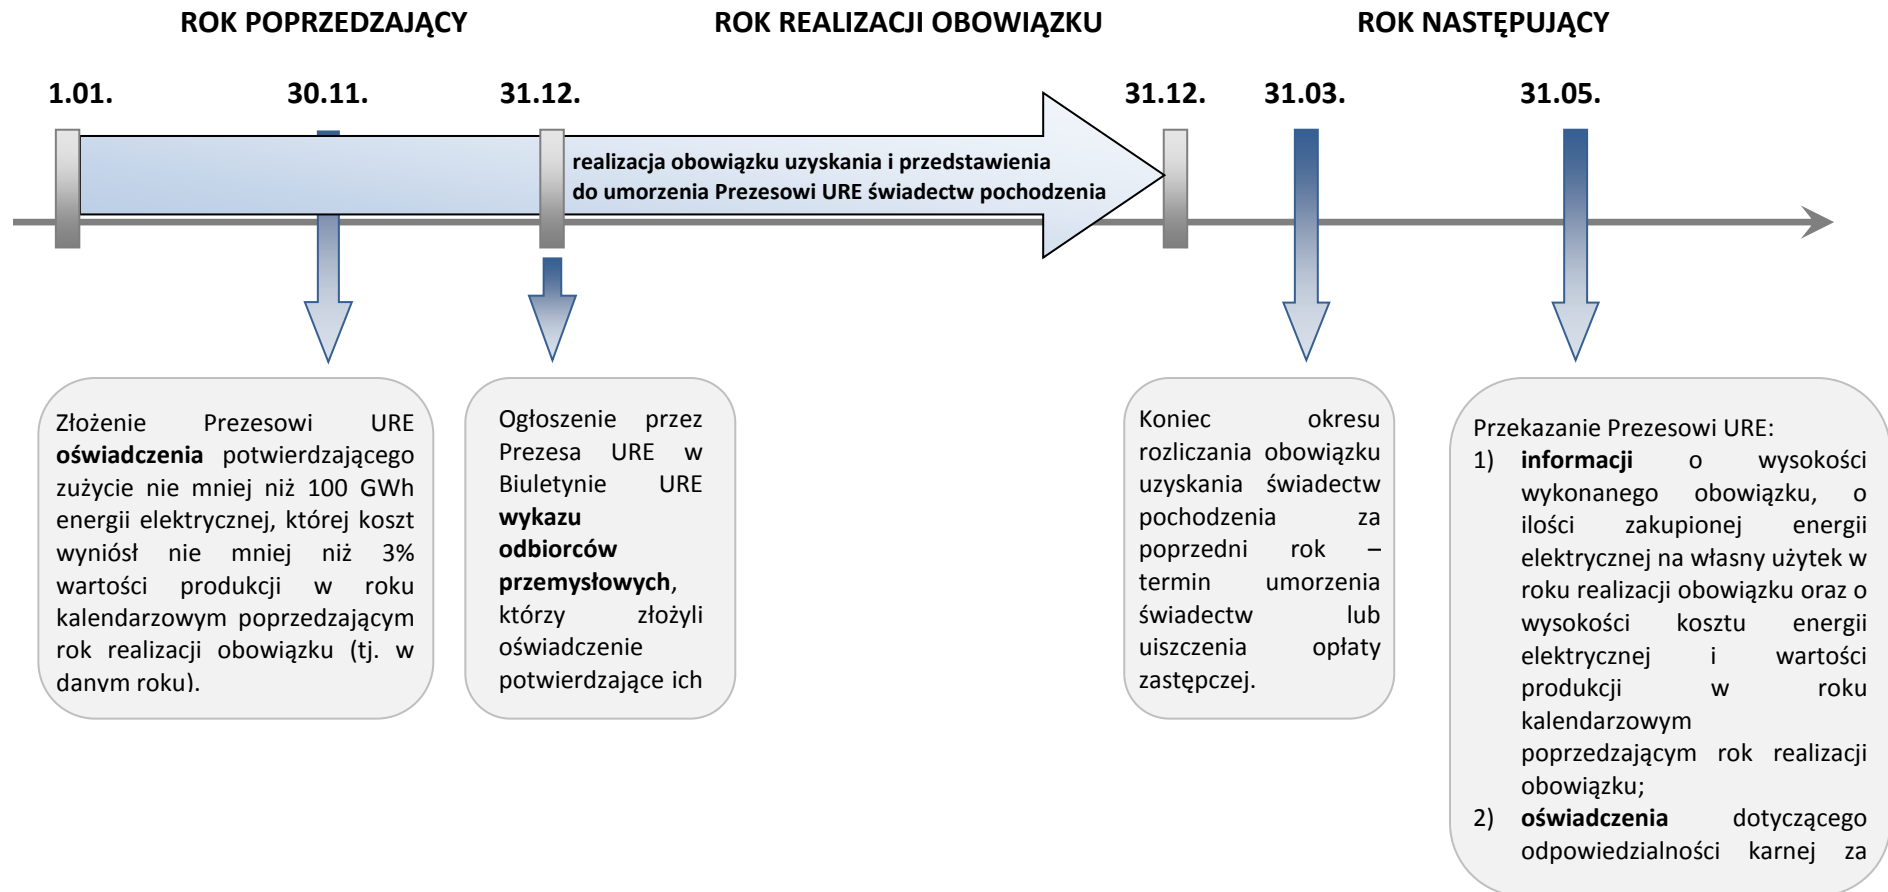 ROK POPRZEDZAJĄCY
ROK REALIZACJI OBOWIĄZKU
ROK NASTĘPUJĄCY
1.01.
30.11.
31.12.
31.12.
31.03.
31.05.
realizacja obowiązku uzyskania i przedstawienia
do umorzenia Prezesowi URE świadectw pochodzenia
Złożenie Prezesowi URE
oświadczenia potwierdzającego
zużycie nie mniej niż 100 GWh
energii elektrycznej, której koszt
wyniósł nie mniej niż 3%
wartości produkcji w roku
kalendarzowym poprzedzającym
rok realizacji obowiązku (tj. w
danym roku).
Ogłoszenie przez
Prezesa URE w
Biuletynie URE
wykazu
odbiorców
przemysłowych,
którzy złożyli
oświadczenie
potwierdzające ich
Koniec okresu
rozliczania obowiązku
uzyskania świadectw
pochodzenia za
poprzedni rok –
termin umorzenia
świadectw lub
uiszczenia opłaty
zastępczej.
Przekazanie Prezesowi URE:
1) informacji o wysokości
wykonanego obowiązku, o
ilości zakupionej energii
elektrycznej na własny użytek w
roku realizacji obowiązku oraz o
wysokości kosztu energii
elektrycznej i wartości
produkcji w roku
kalendarzowym
poprzedzającym rok realizacji
obowiązku;
2) oświadczenia dotyczącego
odpowiedzialności karnej za